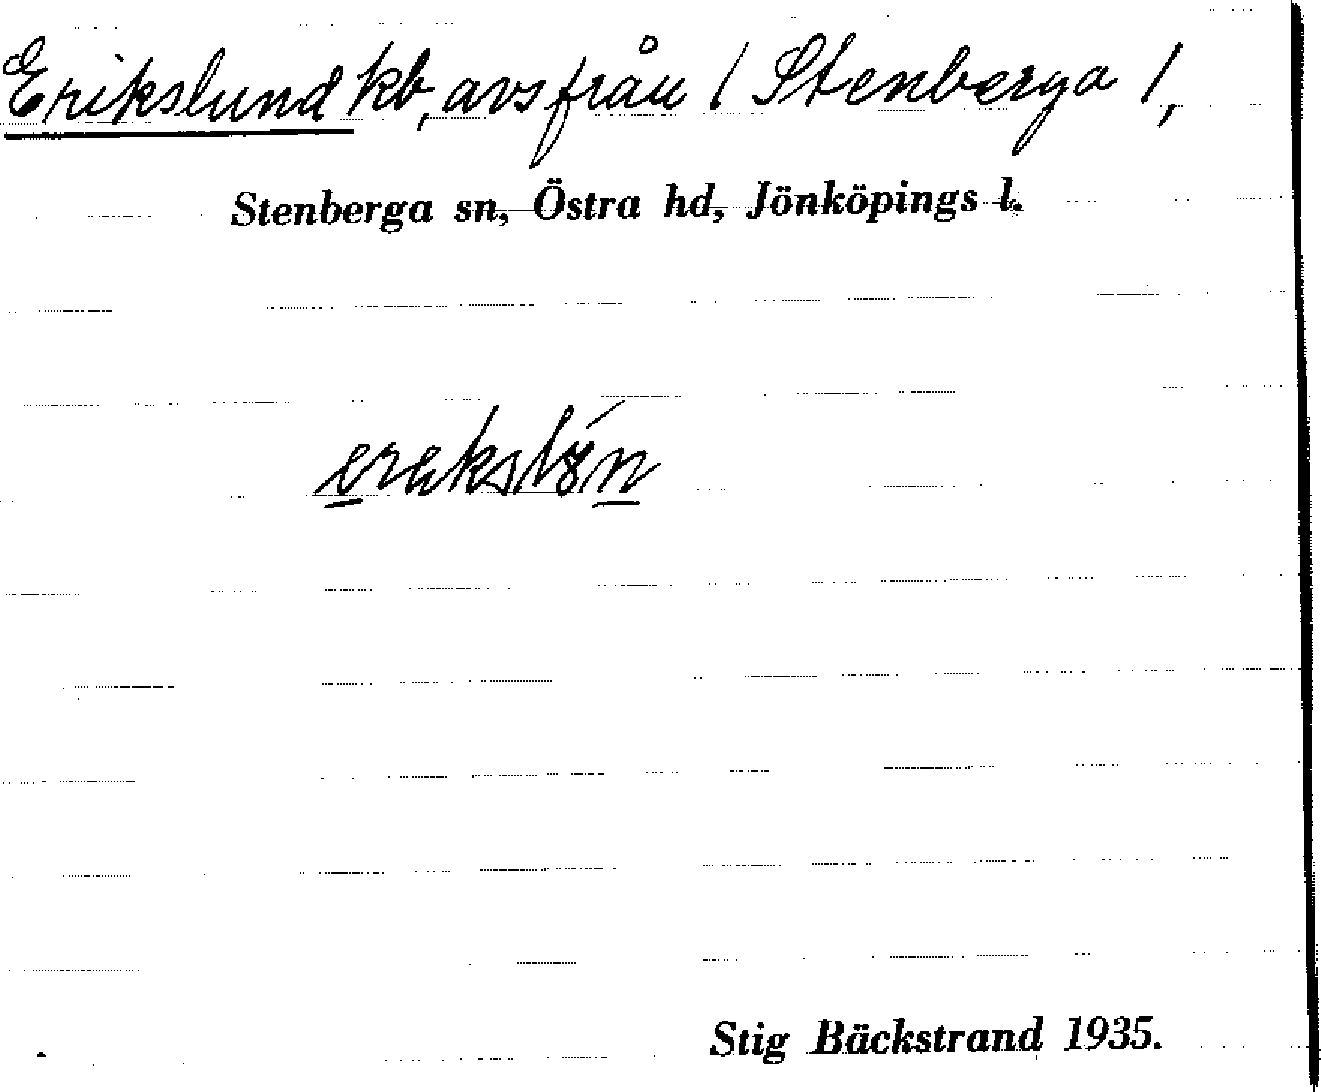 Erikslund kb, avs från 1 Stenberga 1,
Stenberga sn, Östra hd, Jönköpings l.
Stig Bäckstrand 1935.